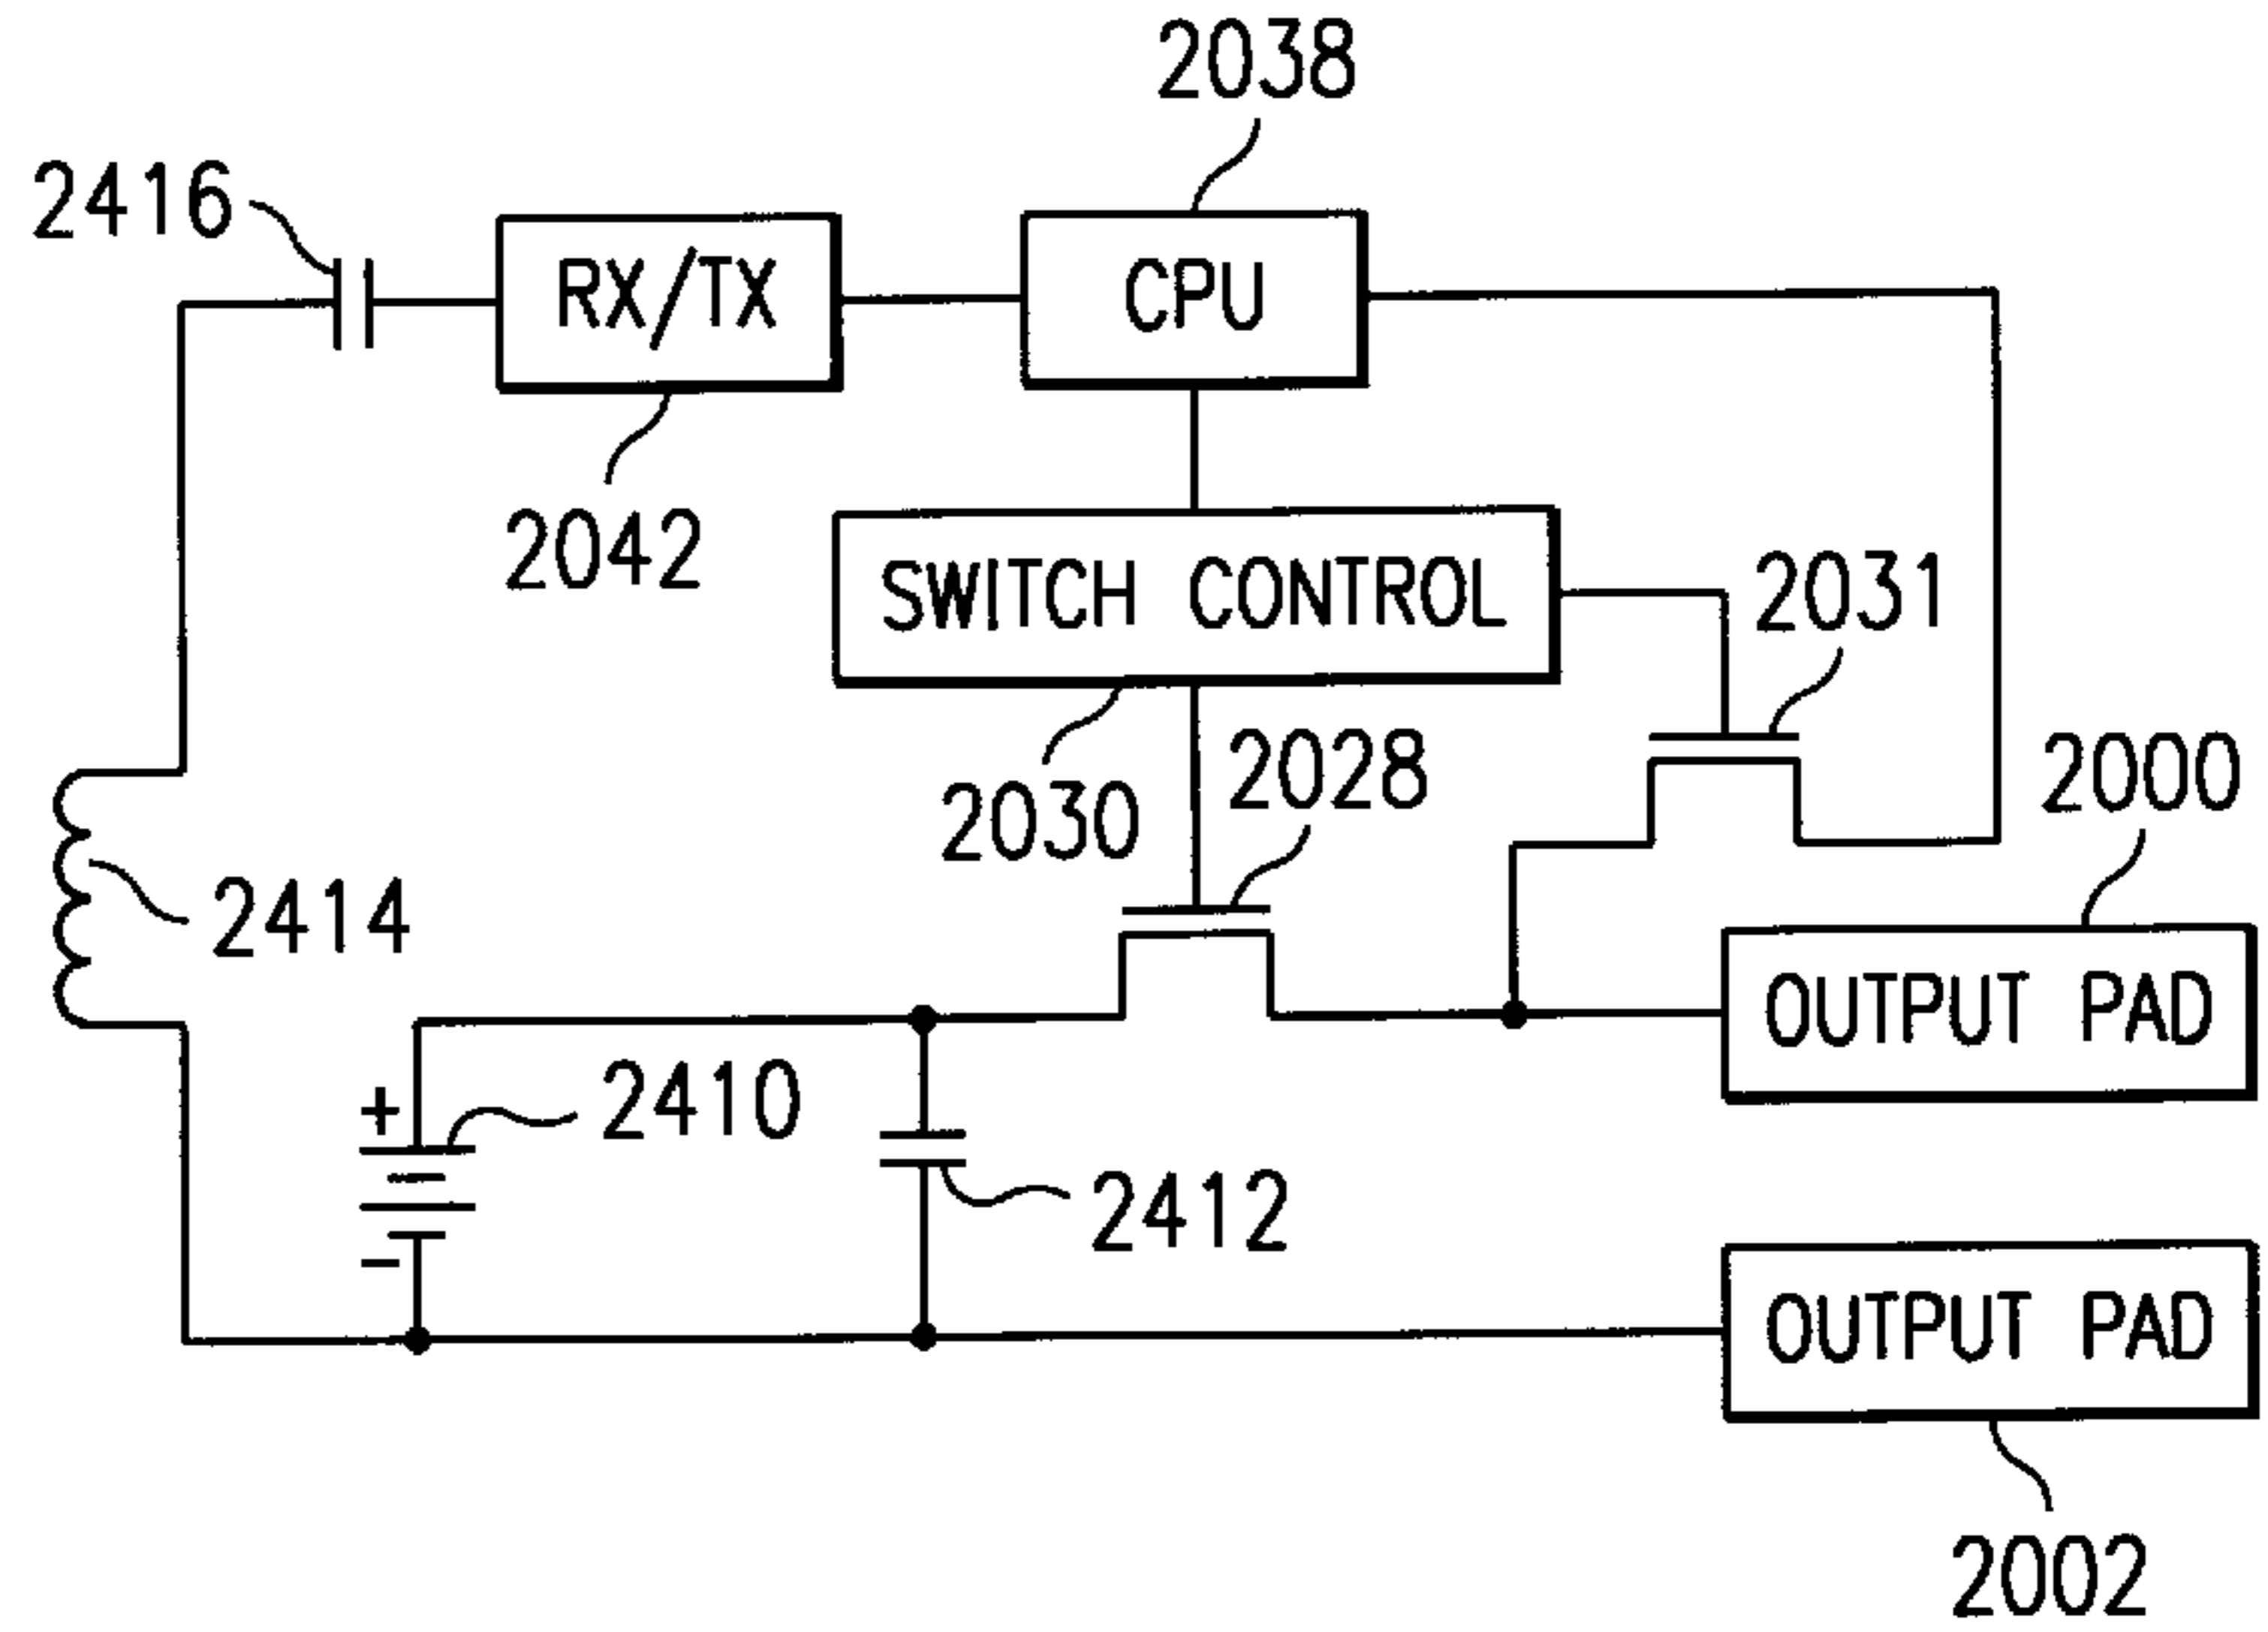 2038
2416
RX/TX
CPU
2042
SWITCH CONTROL
2031
2030
2028
2000
2414
OUTPUT PAD
+
2410
2412
−
OUTPUT PAD
2002